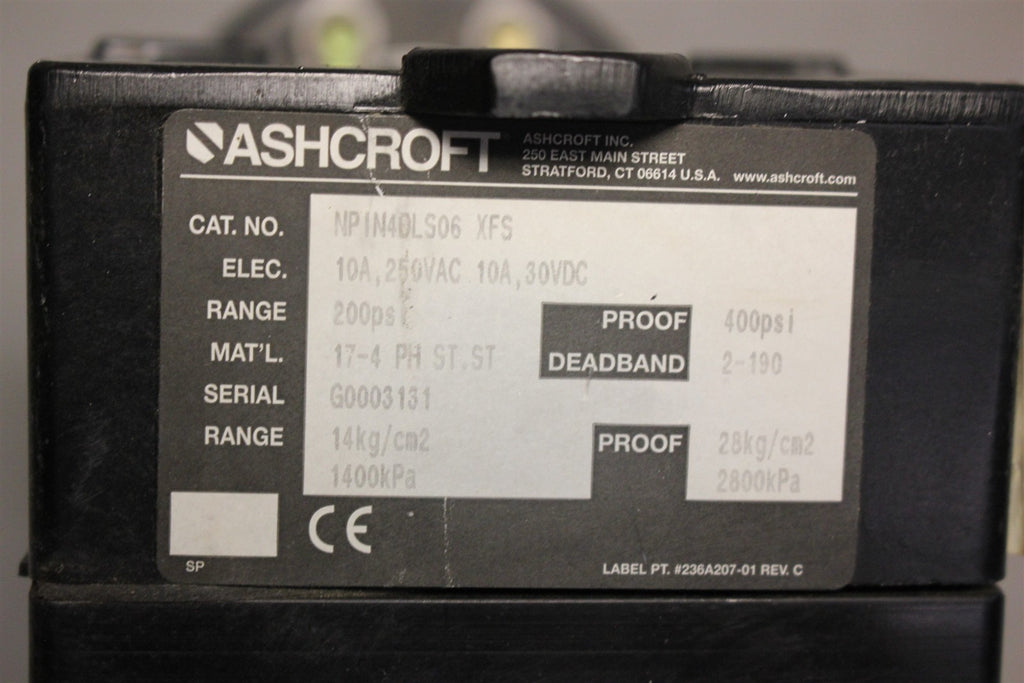 ASHCROFT
ASHCROFT INC.
250 EAST MAIN STREET
STRATFORD, CT 06614 U.S.A. www.ashcroft.com
CAT. NO. NPIN4DLS06 XFS
ELEC. 10A,250VAC 10A,30VDC
RANGE 200psi PROOF 400psi
MAT'L. 17-4 PH ST.ST DEADBAND 2-190
SERIAL G0003131
RANGE 14kg/cm2 PROOF 28kg/cm2
1400kPa 2800kPa
CE
SP
LABEL PT. #236A207-01 REV. C